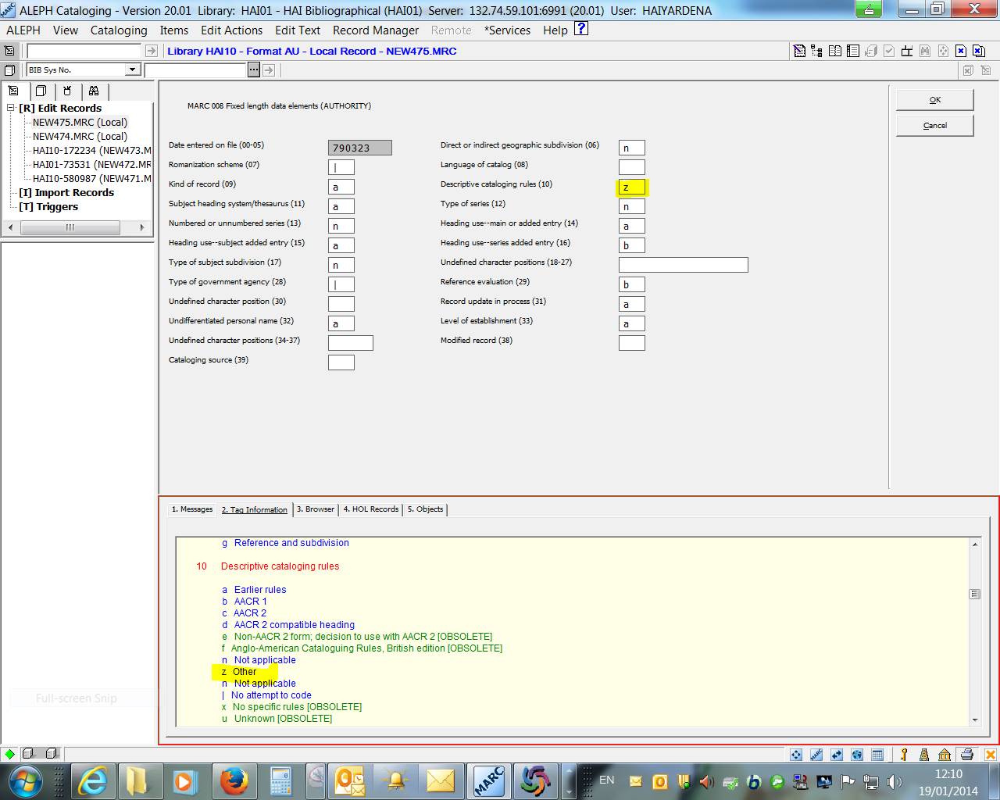 ALEPH Cataloging - Version 20.01  Library:  HAI01 - HAI Bibliographical (HAI01)  Server:  132.74.59.101:6991 (20.01)  User:  HAIYARDENA
ALEPH  View  Cataloging  Items  Edit Actions  Edit Text  Record Manager  Remote  *Services  Help  ?
Library HAI10 - Format AU - Local Record - NEW475.MRC
BIB Sys No.
[R] Edit Records
NEW475.MRC (Local)
NEW474.MRC (Local)
HAI10-172234 (NEW473.M
HAI01-73531 (NEW472.MR
HAI10-580987 (NEW471.M
[I] Import Records
[T] Triggers
MARC 008 Fixed length data elements (AUTHORITY)
OK
Cancel
Date entered on file (00-05)  790323  Direct or indirect geographic subdivision (06)  n
Romanization scheme (07)  |  Language of catalog (08)
Kind of record (09)  a  Descriptive cataloging rules (10)  z
Subject heading system/thesaurus (11)  a  Type of series (12)  n
Numbered or unnumbered series (13)  n  Heading use--main or added entry (14)  a
Heading use--subject added entry (15)  a  Heading use--series added entry (16)  b
Type of subject subdivision (17)  n  Undefined character positions (18-27)
Type of government agency (28)  |  Reference evaluation (29)  b
Undefined character position (30)  Record update in process (31)  a
Undifferentiated personal name (32)  a  Level of establishment (33)  a
Undefined character positions (34-37)  Modified record (38)
Cataloging source (39)
1. Messages  2. Tag Information  3. Browser  4. HOL Records  5. Objects
g  Reference and subdivision
10  Descriptive cataloging rules
a  Earlier rules
b  AACR 1
c  AACR 2
d  AACR 2 compatible heading
e  Non-AACR 2 form; decision to use with AACR 2 [OBSOLETE]
f  Anglo-American Cataloguing Rules, British edition [OBSOLETE]
n  Not applicable
z  Other
n  Not applicable
|  No attempt to code
x  No specific rules [OBSOLETE]
u  Unknown [OBSOLETE]
Full-screen Snip
MARC
EN
12:10
19/01/2014